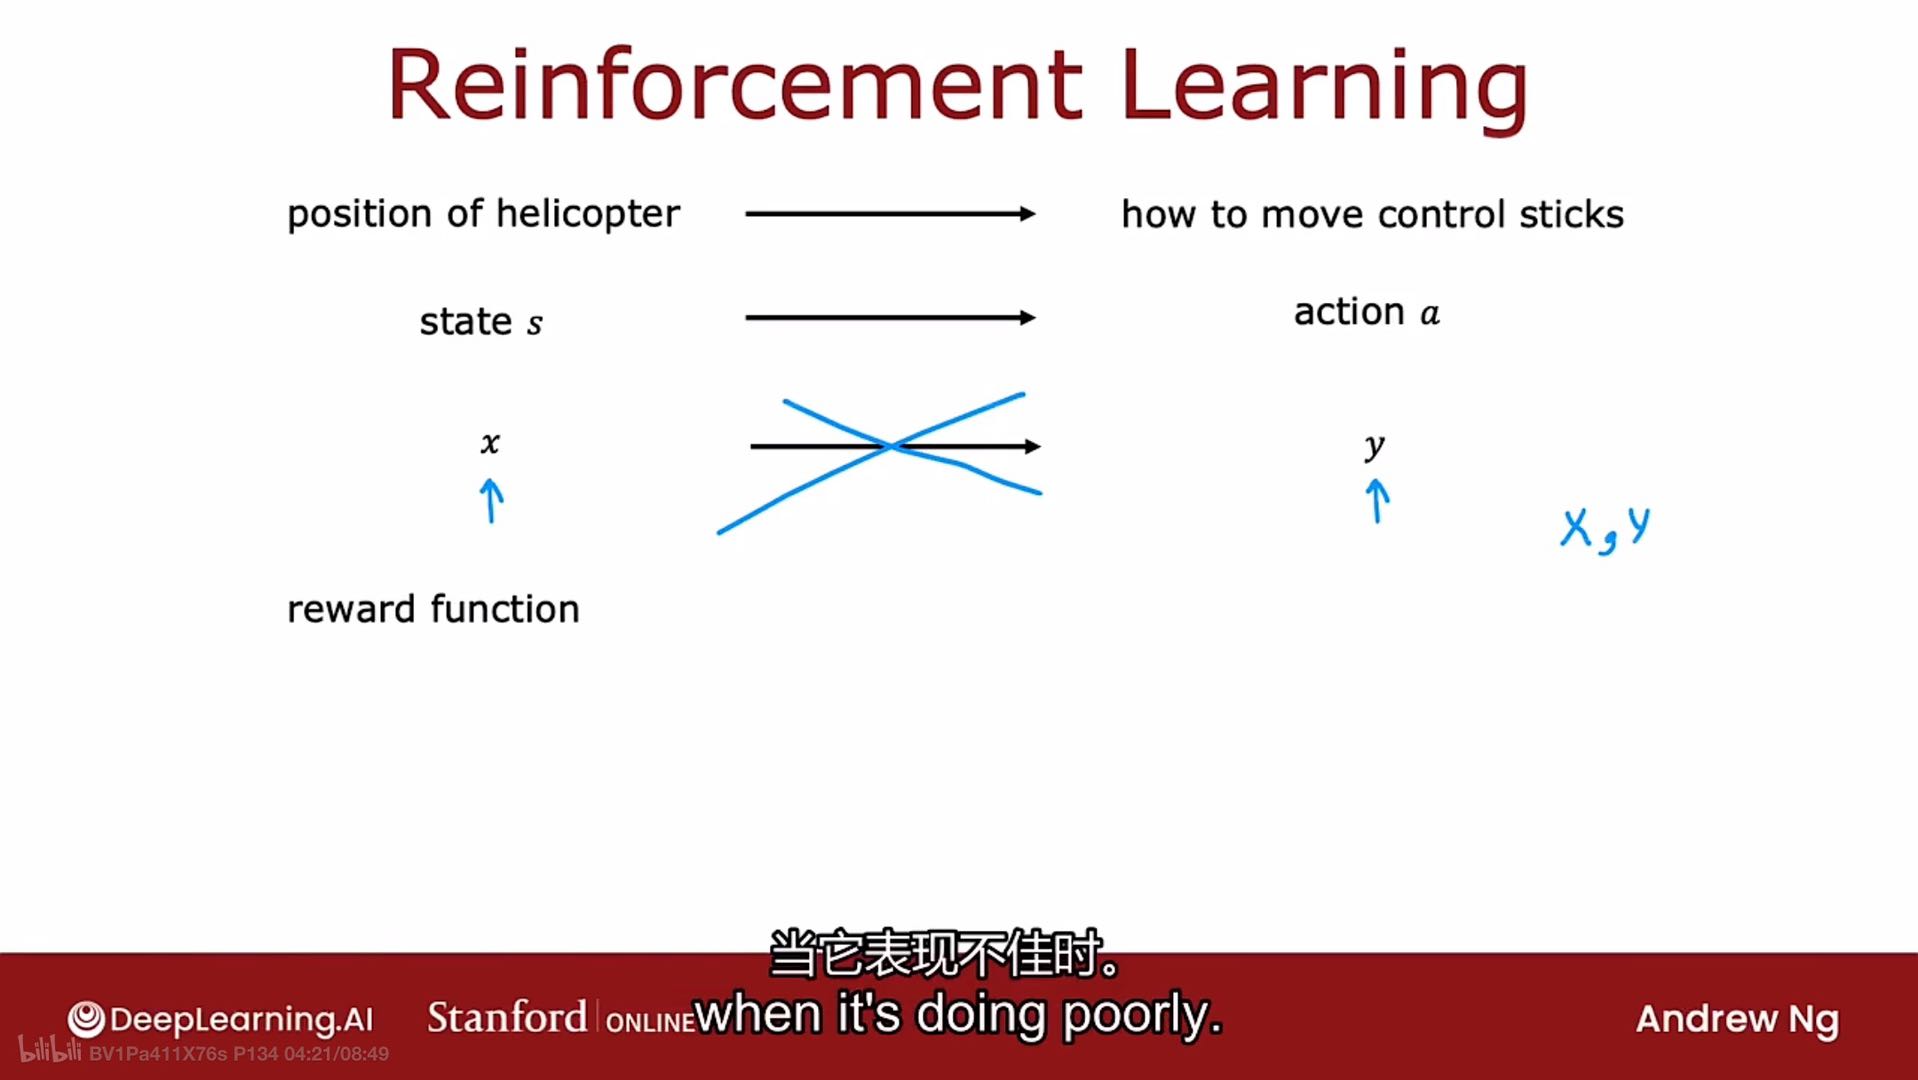 Reinforcement Learning
position of helicopter how to move control sticks
state s action a
x y
X, y
reward function
当它表现不佳时。
when it's doing poorly.
DeepLearning.AI Stanford ONLINE Andrew Ng
bilibili BV1Pa411X76s P134 04:21/08:49